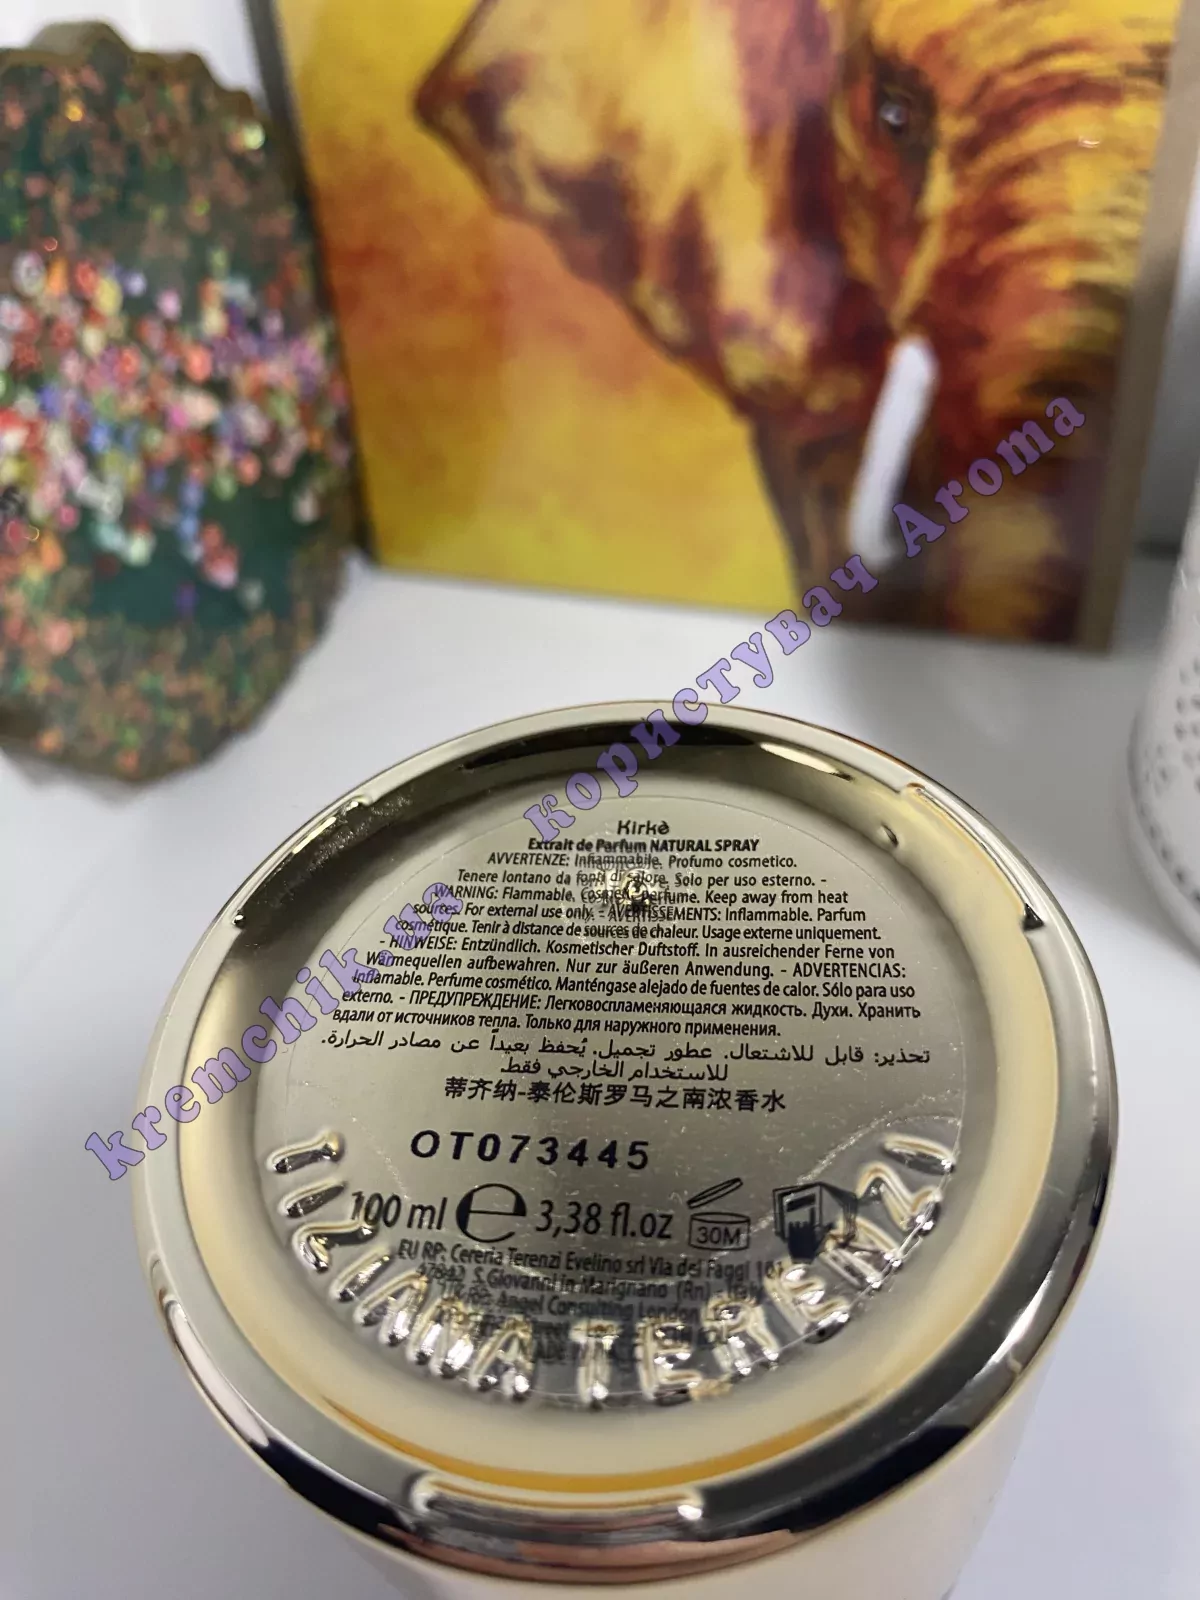 Kirkè
Extrait de Parfum NATURAL SPRAY
AVVERTENZE: Infiammabile. Profumo cosmetico.
Tenere lontano da fonti di calore. Solo per uso esterno. -
WARNING: Flammable. Cosmetic perfume. Keep away from heat
sources. For external use only. - AVERTISSEMENTS: Inflammable. Parfum
cosmétique. Tenir à distance de sources de chaleur. Usage externe uniquement.
- HINWEISE: Entzündlich. Kosmetischer Duftstoff. In ausreichender Ferne von
Wärmequellen aufbewahren. Nur zur äußeren Anwendung. - ADVERTENCIAS:
Inflamable. Perfume cosmético. Manténgase alejado de fuentes de calor. Sólo para uso
externo. - ПРЕДУПРЕЖДЕНИЕ: Легковоспламеняющаяся жидкость. Духи. Хранить
вдали от источников тепла. Только для наружного применения.
تحذير: قابل للاشتعال. عطور تجميل. يُحفظ بعيداً عن مصادر الحرارة.
للاستخدام الخارجي فقط
蒂齐纳-泰伦斯罗马之南浓香水
OT073445
100 ml e 3,38 fl.oz 30M
EU RP: Cereria Terenzi Evelino srl Via dei Faggi
47842 S. Giovanni in Marignano (Rn) - Italy
UK RP: Angel Consulting London
MADE IN
TIZIANA TERENZI
kremchik.ua користувач Aroma